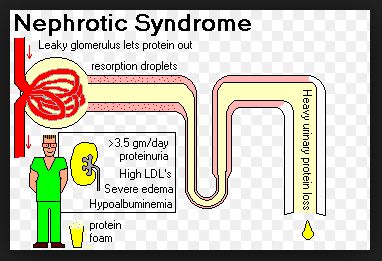 Nephrotic Syndrome
Leaky glomerulus lets protein out
resorption droplets
>3.5 gm/day
proteinuria
High LDL's
Severe edema
Hypoalbuminemia
Heavy urinary protein loss
protein
foam